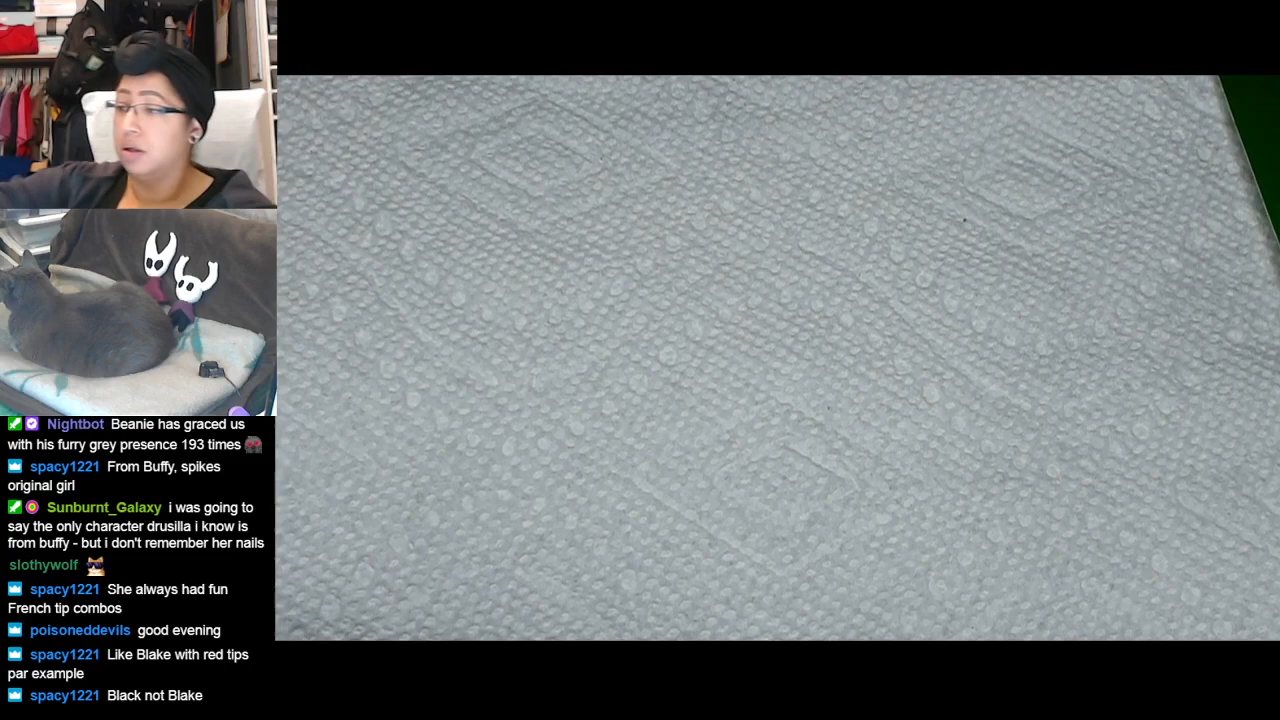 Nightbot Beanie has graced us
with his furry grey presence 193 times
spacy1221 From Buffy, spikes
original girl
Sunburnt_Galaxy i was going to
say the only character drusilla i know is
from buffy - but i don't remember her nails
slothywolf
spacy1221 She always had fun
French tip combos
poisoneddevils good evening
spacy1221 Like Blake with red tips
par example
spacy1221 Black not Blake